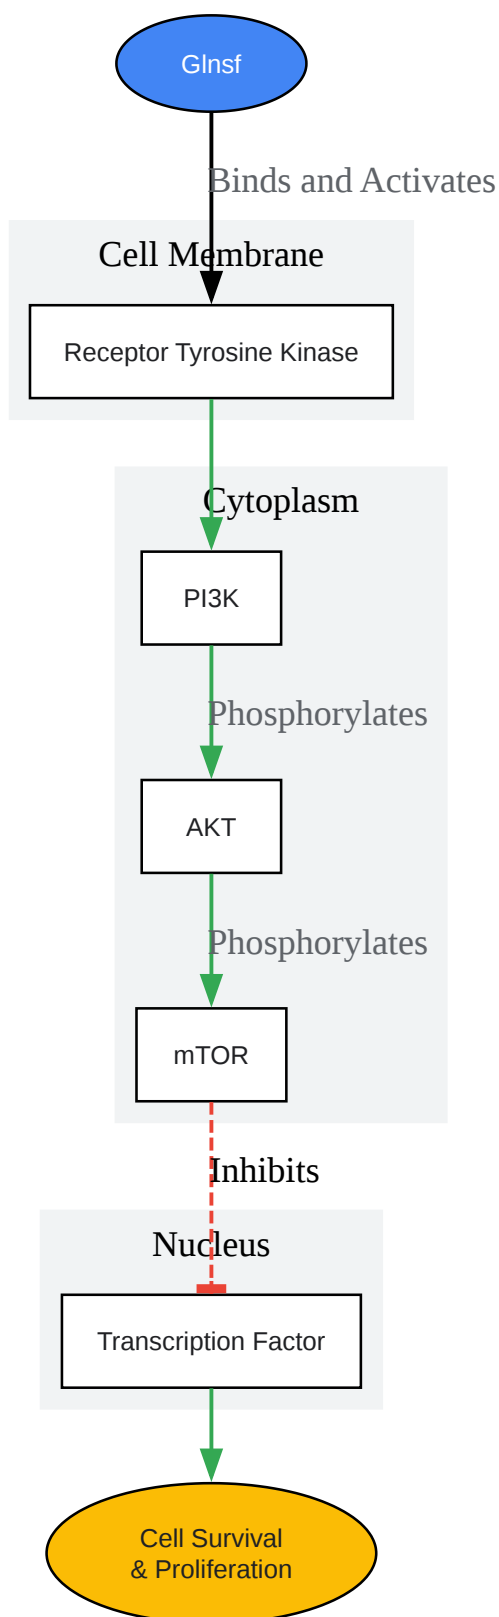 Glnsf
Binds and Activates
Cell Membrane
Receptor Tyrosine Kinase
Cytoplasm
PI3K
Phosphorylates
AKT
Phosphorylates
mTOR
Inhibits
Nucleus
Transcription Factor
Cell Survival
& Proliferation